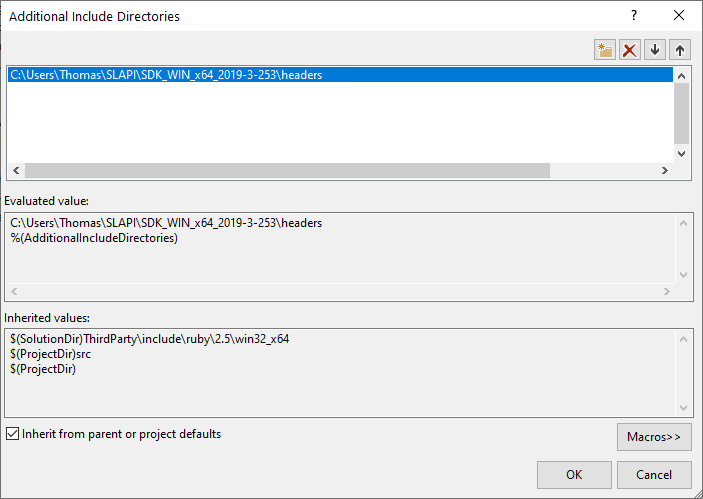 Additional Include Directories
C:\Users\Thomas\SLAPI\SDK_WIN_x64_2019-3-253\headers
Evaluated value:
C:\Users\Thomas\SLAPI\SDK_WIN_x64_2019-3-253\headers
%(AdditionalIncludeDirectories)
Inherited values:
$(SolutionDir)ThirdParty\include\ruby\2.5\win32_x64
$(ProjectDir)src
$(ProjectDir)
Inherit from parent or project defaults
Macros>>
OK Cancel